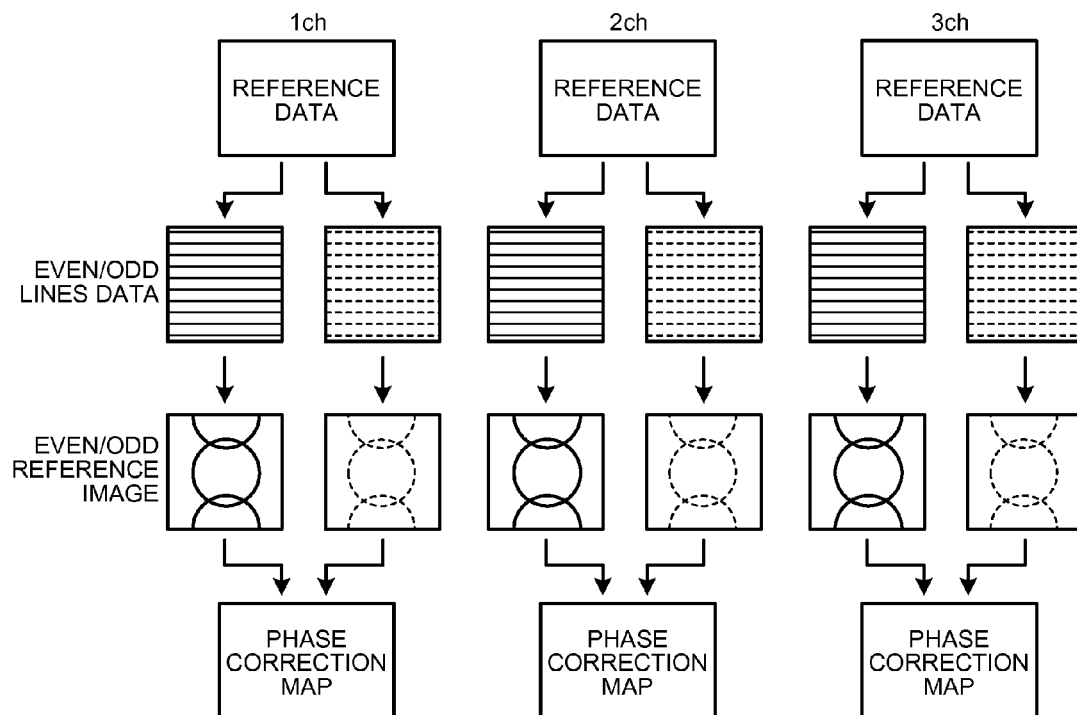 1ch 2ch 3ch
REFERENCE DATA REFERENCE DATA REFERENCE DATA
EVEN/ODD
LINES DATA
EVEN/ODD
REFERENCE
IMAGE
PHASE
CORRECTION
MAP
PHASE
CORRECTION
MAP
PHASE
CORRECTION
MAP